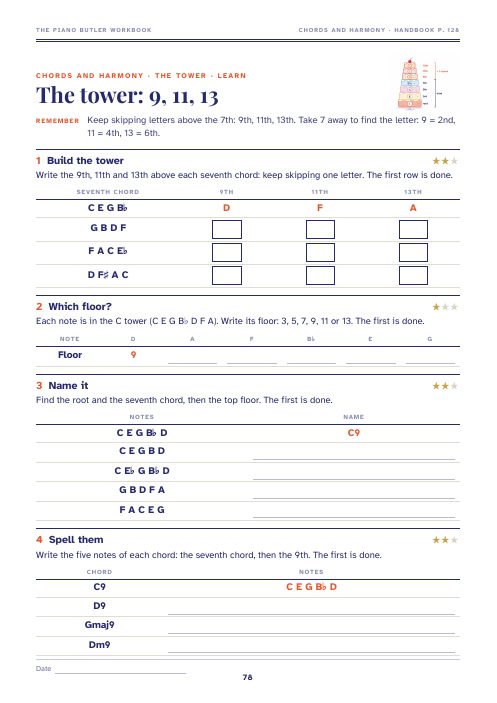 THE PIANO BUTLER WORKBOOK CHORDS AND HARMONY · HANDBOOK P. 128
CHORDS AND HARMONY · THE TOWER · LEARN
The tower: 9, 11, 13
REMEMBER Keep skipping letters above the 7th: 9th, 11th, 13th. Take 7 away to find the letter: 9 = 2nd,
11 = 4th, 13 = 6th.
1 Build the tower ★★★
Write the 9th, 11th and 13th above each seventh chord: keep skipping one letter. The first row is done.
SEVENTH CHORD 9TH 11TH 13TH
C E G B♭ D F A
G B D F
F A C E♭
D F♯ A C
2 Which floor? ★★★
Each note is in the C tower (C E G B♭ D F A). Write its floor: 3, 5, 7, 9, 11 or 13. The first is done.
NOTE D A F B♭ E G
Floor 9
3 Name it ★★★
Find the root and the seventh chord, then the top floor. The first is done.
NOTES NAME
C E G B♭ D C9
C E G B D
C E♭ G B♭ D
G B D F A
F A C E G
4 Spell them ★★★
Write the five notes of each chord: the seventh chord, then the 9th. The first is done.
CHORD NOTES
C9 C E G B♭ D
D9
Gmaj9
Dm9
Date
78